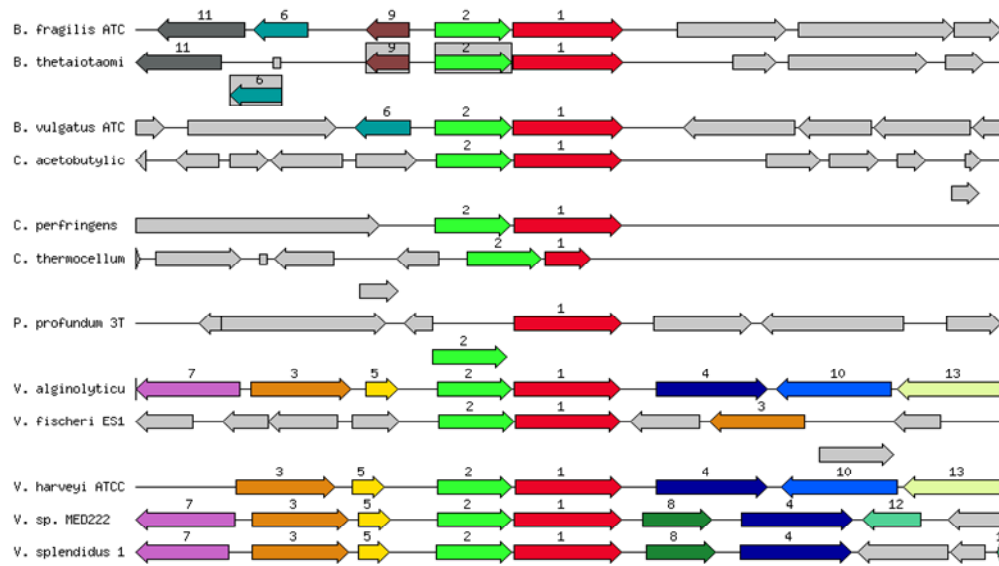 11 6 9 2 1
B. fragilis ATC
11 9 2 1
B. thetaiotaomi
6
6 2 1
B. vulgatus ATC
2 1
C. acetobutylic
2 1
C. perfringens
2 1
C. thermocellum
1
P. profundum 3T
2
7 3 5 2 1 4 10 13
V. alginolyticu
2 1 3
V. fischeri ES1
3 5 2 1 4 10 13
V. harveyi ATCC
7 3 5 2 1 8 4 12
V. sp. MED222
7 3 5 2 1 8 4
V. splendidus 1